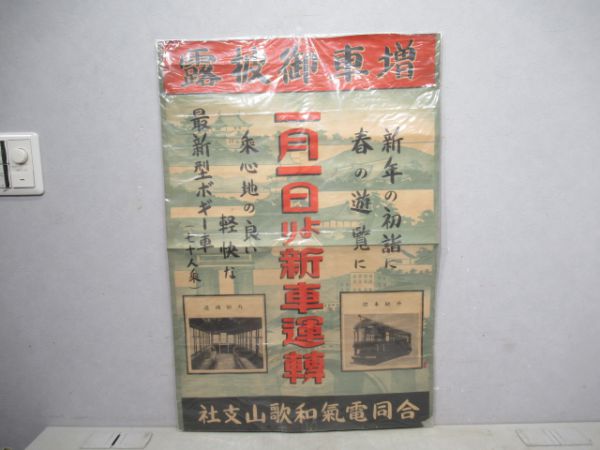 増車御披露
新年の初詣に
春の遊覧に
一月一日より新車運轉
乗心地の良い
軽快な
最新型ボギー車
(七十人乗)
合同電氣和歌山支社